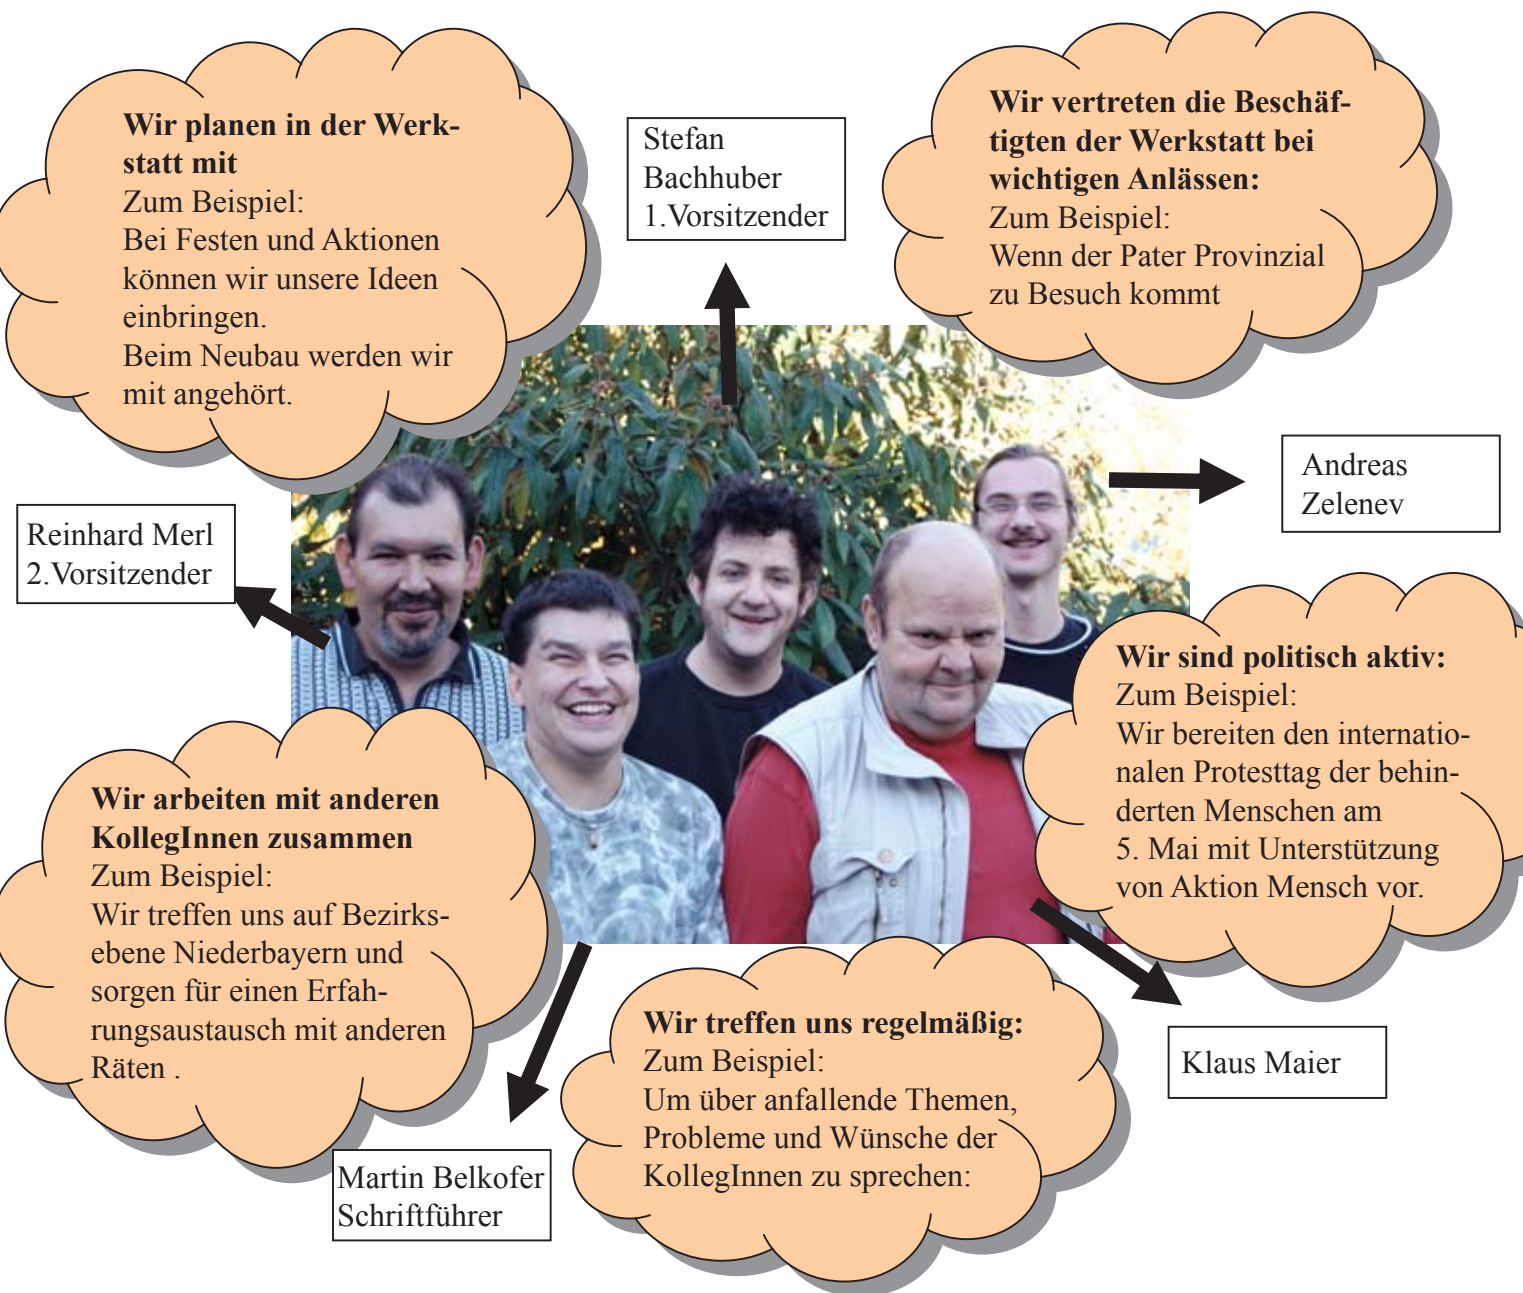 Wir planen in der Werk-
statt mit
Zum Beispiel:
Bei Festen und Aktionen
können wir unsere Ideen
einbringen.
Beim Neubau werden wir
mit angehört.
Stefan
Bachhuber
1.Vorsitzender
Wir vertreten die Beschäf-
tigten der Werkstatt bei
wichtigen Anlässen:
Zum Beispiel:
Wenn der Pater Provinzial
zu Besuch kommt
Andreas
Zelenev
Reinhard Merl
2.Vorsitzender
Wir sind politisch aktiv:
Zum Beispiel:
Wir bereiten den internatio-
nalen Protesttag der behin-
derten Menschen am
5. Mai mit Unterstützung
von Aktion Mensch vor.
Wir arbeiten mit anderen
KollegInnen zusammen
Zum Beispiel:
Wir treffen uns auf Bezirks-
ebene Niederbayern und
sorgen für einen Erfah-
rungsaustausch mit anderen
Räten .
Wir treffen uns regelmäßig:
Zum Beispiel:
Um über anfallende Themen,
Probleme und Wünsche der
KollegInnen zu sprechen:
Klaus Maier
Martin Belkofer
Schriftführer